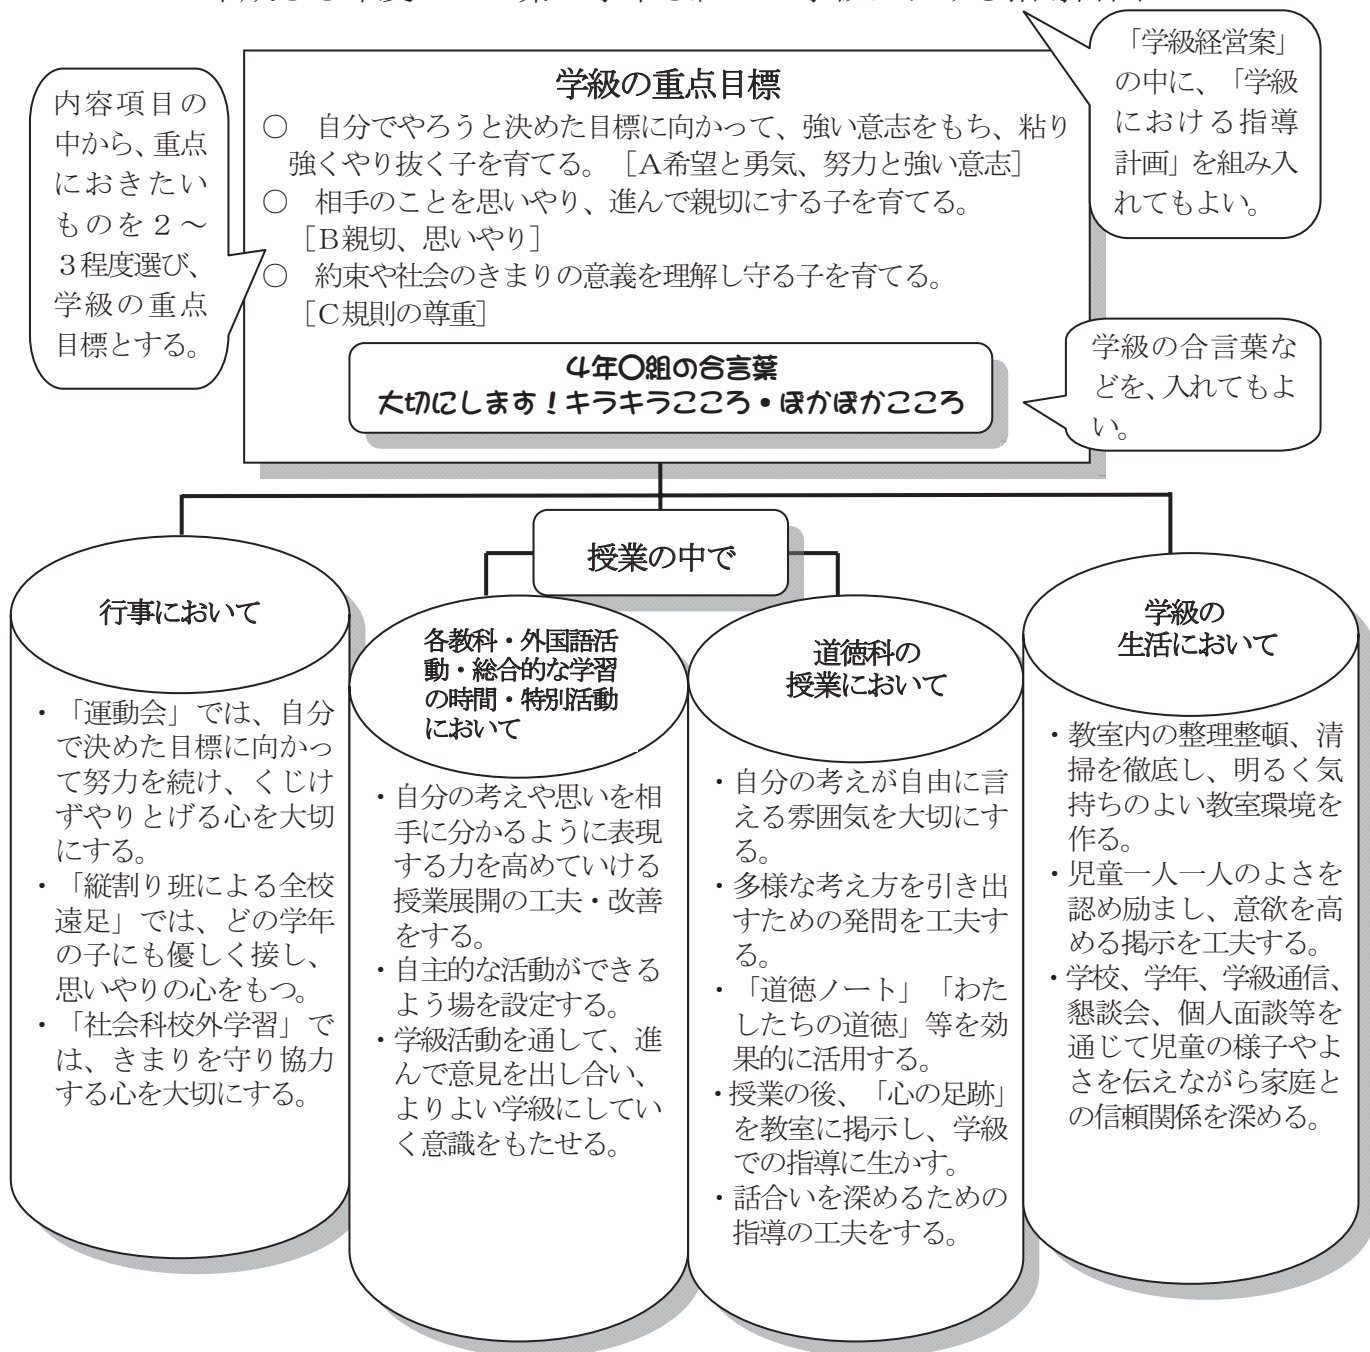 「学級経営案」
の中に、「学級
における指導
計画」を組み入
れてもよい。
内容項目の
中から、重点
におきたい
ものを２～
３程度選び、
学級の重点
目標とする。
学級の重点目標
○ 自分でやろうと決めた目標に向かって、強い意志をもち、粘り
強くやり抜く子を育てる。［A希望と勇気、努力と強い意志］
○ 相手のことを思いやり、進んで親切にする子を育てる。
［B親切、思いやり］
○ 約束や社会のきまりの意義を理解し守る子を育てる。
［C規則の尊重］
4年○組の合言葉
大切にします！キラキラこころ・ぽかぽかこころ
学級の合言葉な
どを、入れてもよ
い。
授業の中で
行事において
・「運動会」では、自分
で決めた目標に向かっ
て努力を続け、くじけ
ずやりとげる心を大切
にする。
・「縦割り班による全校
遠足」では、どの学年
の子にも優しく接し、
思いやりの心をもつ。
・「社会科校外学習」で
は、きまりを守り協力
する心を大切にする。
各教科・外国語活
動・総合的な学習
の時間・特別活動
において
・自分の考えや思いを相
手に分かるように表現
する力を高めていける
授業展開の工夫・改善
をする。
・自主的な活動ができる
よう場を設定する。
・学級活動を通して、進
んで意見を出し合い、
よりよい学級にしてい
く意識をもたせる。
道徳科の
授業において
・自分の考えが自由に言
える雰囲気を大切にす
る。
・多様な考え方を引き出
すための発問を工夫す
る。
・「道徳ノート」「わた
したちの道徳」等を効
果的に活用する。
・授業の後、「心の足跡」
を教室に掲示し、学級
での指導に生かす。
・話合いを深めるための
指導の工夫をする。
学級の
生活において
・教室内の整理整頓、清
掃を徹底し、明るく気
持ちのよい教室環境を
作る。
・児童一人一人のよさを
認め励まし、意欲を高
める掲示を工夫する。
・学校、学年、学級通信、
懇談会、個人面談等を
通じて児童の様子やよ
さを伝えながら家庭と
の信頼関係を深める。